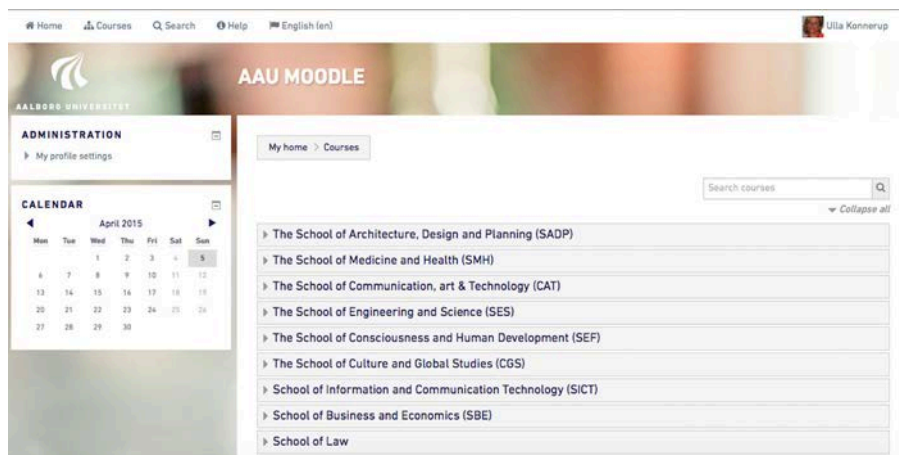 Home Courses Search Help English (en) Ulla Konnerup
AALBORG UNIVERSITET
AAU MOODLE
ADMINISTRATION
My profile settings
CALENDAR
April 2015
Mon Tue Wed Thu Fri Sat Sun
1 2 3 4 5
6 7 8 9 10 11 12
13 14 15 16 17 18 19
20 21 22 23 24 25 26
27 28 29 30
My home > Courses
Search courses
Collapse all
The School of Architecture, Design and Planning (SADP)
The School of Medicine and Health (SMH)
The School of Communication, art & Technology (CAT)
The School of Engineering and Science (SES)
The School of Consciousness and Human Development (SEF)
The School of Culture and Global Studies (CGS)
School of Information and Communication Technology (SICT)
School of Business and Economics (SBE)
School of Law